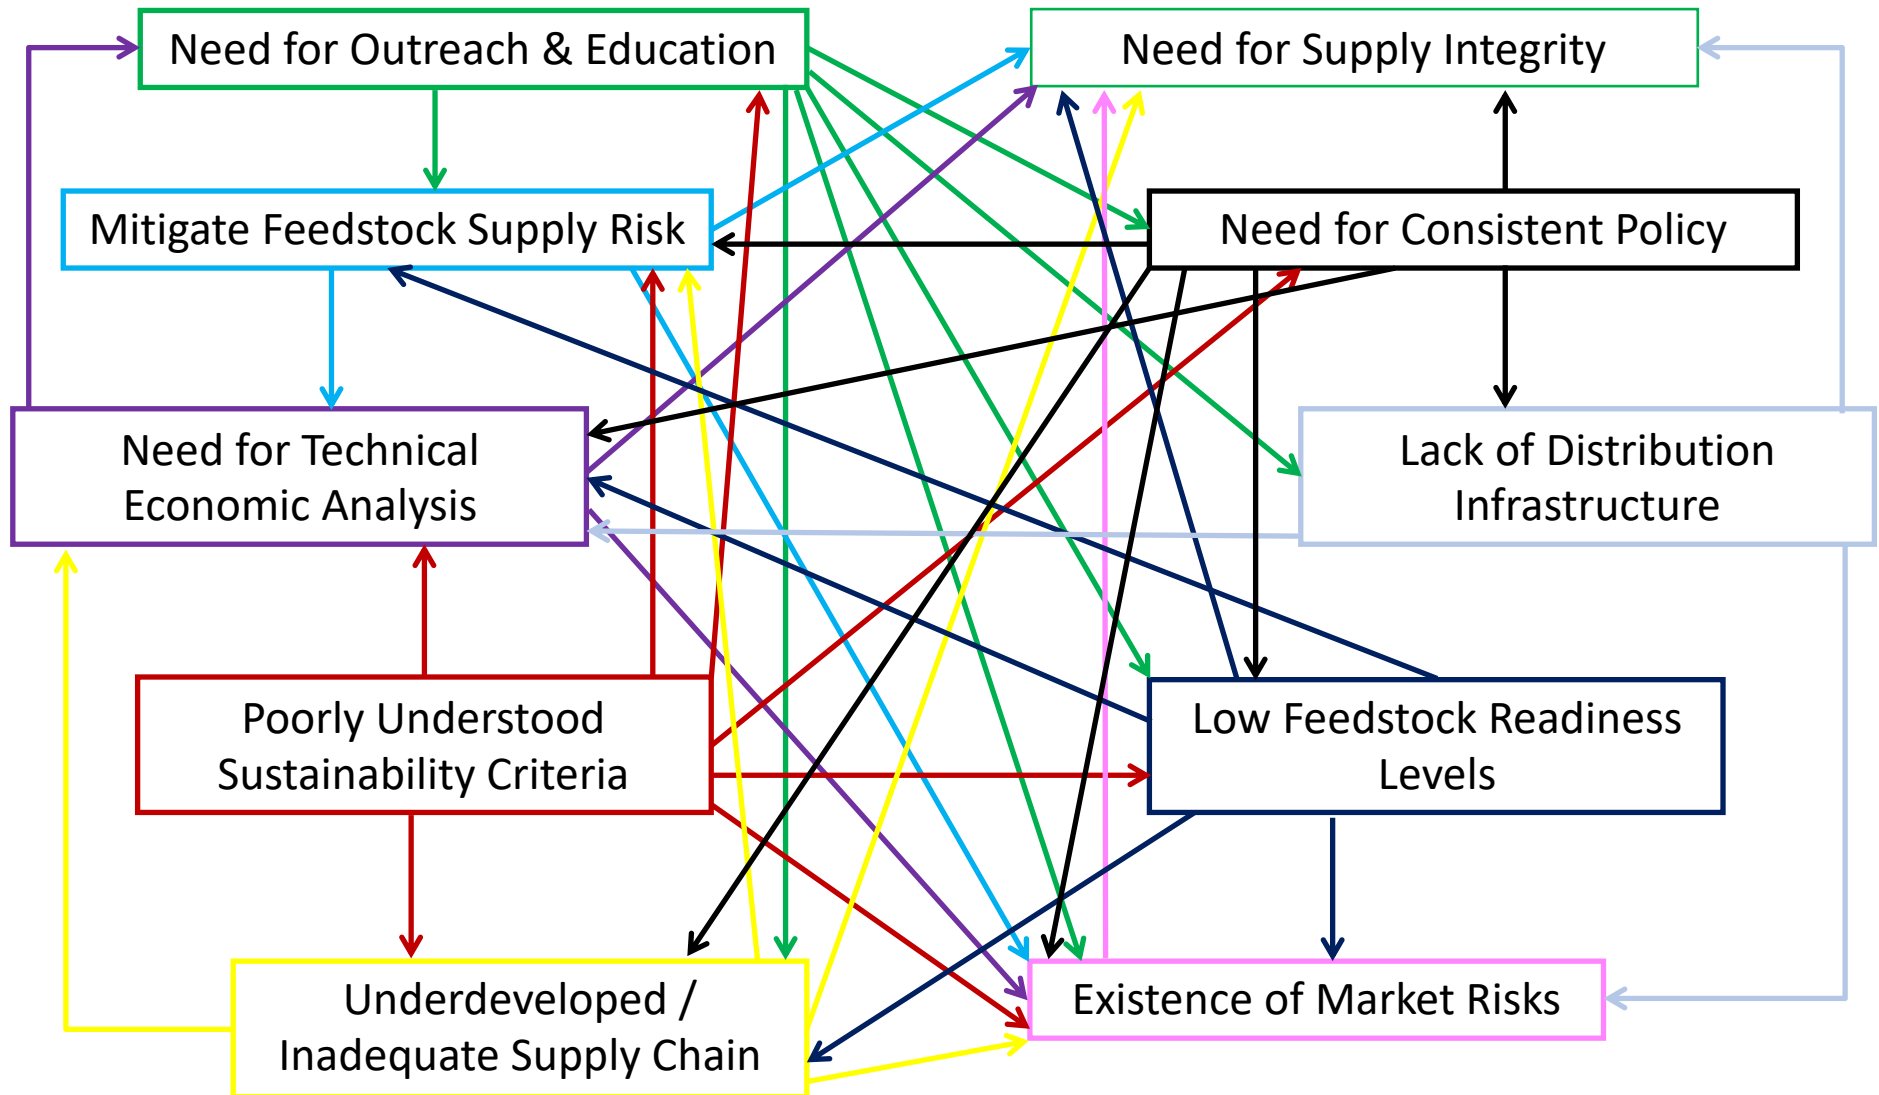 Need for Outreach & Education
Need for Supply Integrity
Mitigate Feedstock Supply Risk
Need for Consistent Policy
Need for Technical
Economic Analysis
Lack of Distribution
Infrastructure
Poorly Understood
Sustainability Criteria
Low Feedstock Readiness
Levels
Underdeveloped /
Inadequate Supply Chain
Existence of Market Risks